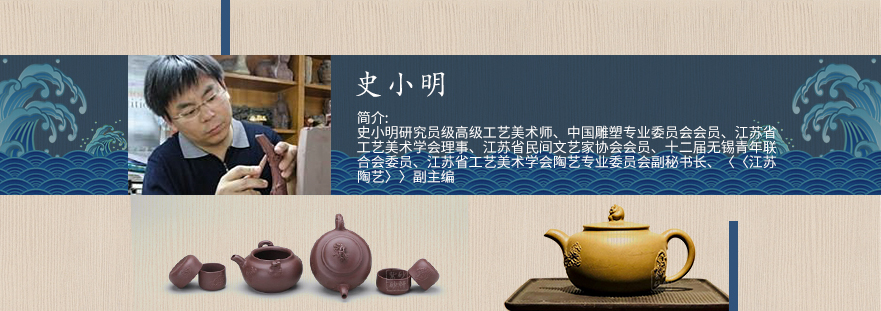 史小明
简介:
史小明研究员级高级工艺美术师、中国雕塑专业委员会会员、江苏省
工艺美术学会理事、江苏省民间文艺家协会会员、十二届无锡青年联
合会委员、江苏省工艺美术学会陶艺专业委员会副秘书长、〈〈江苏
陶艺〉〉副主编